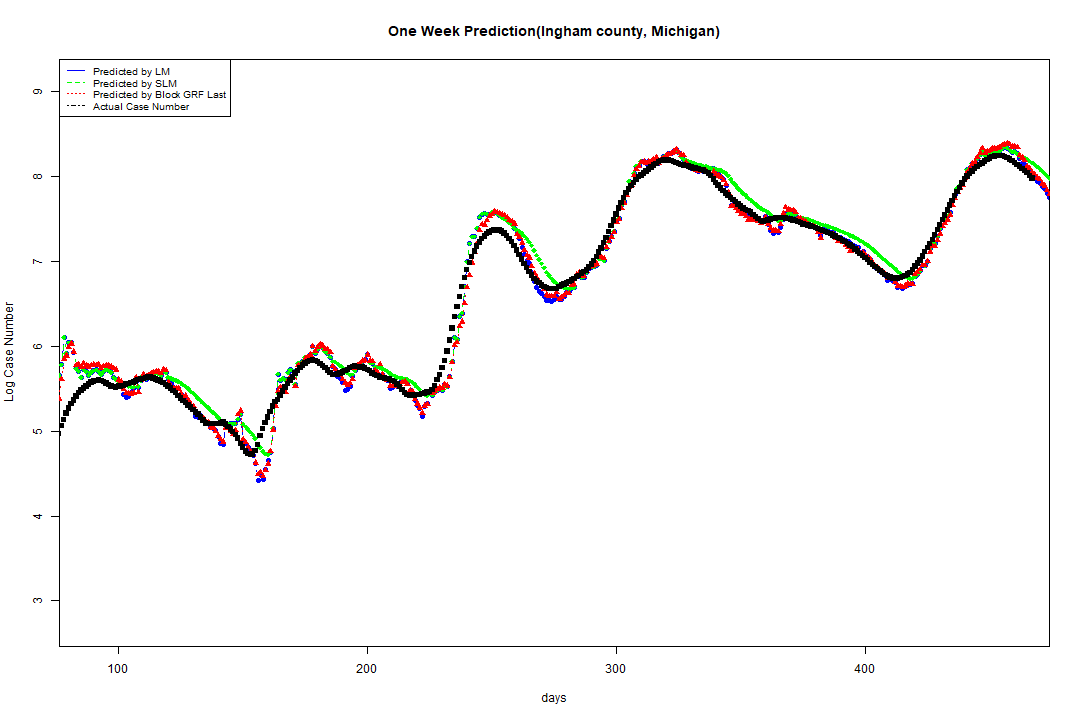 One Week Prediction(Ingham county, Michigan)
Predicted by LM
Predicted by SLM
Predicted by Block GRF Last
Actual Case Number
Log Case Number
9
8
7
6
5
4
3
100 200 300 400
days